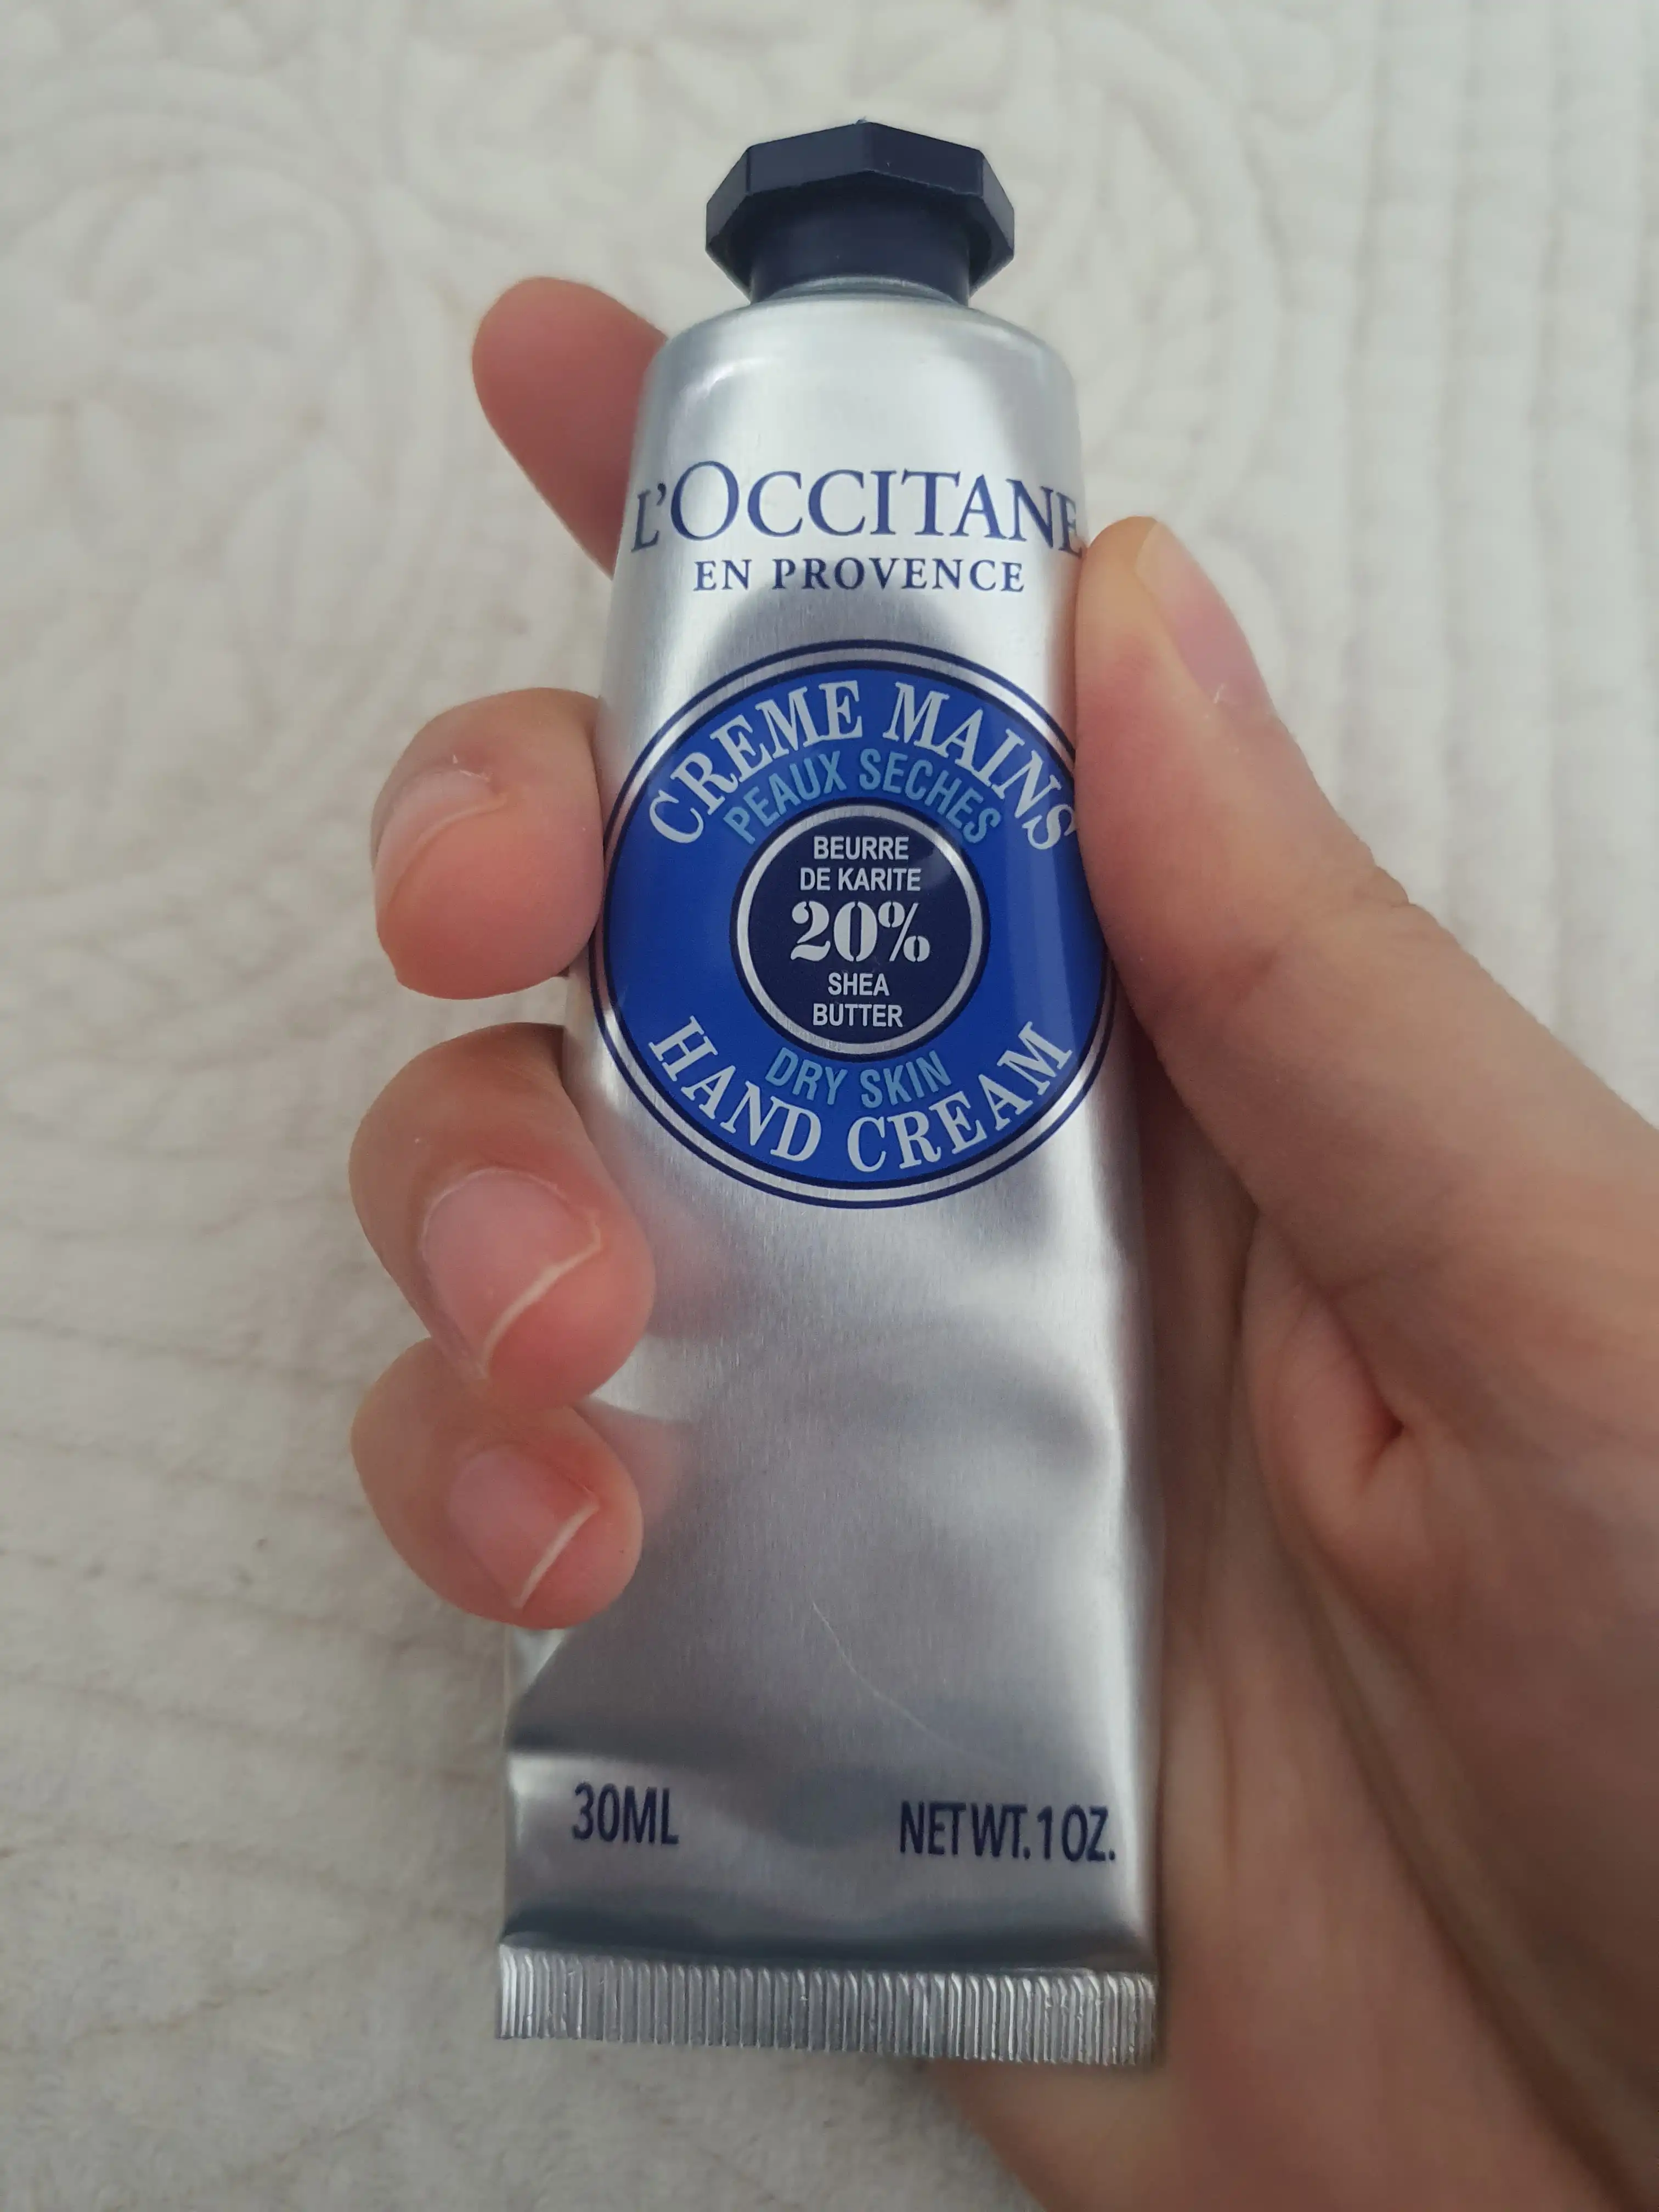 L'OCCITANE
EN PROVENCE
CREME MAINS
PEAUX SECHES
BEURRE
DE KARITE
20%
SHEA
BUTTER
DRY SKIN
HAND CREAM
30ML
NET WT. 1 OZ.